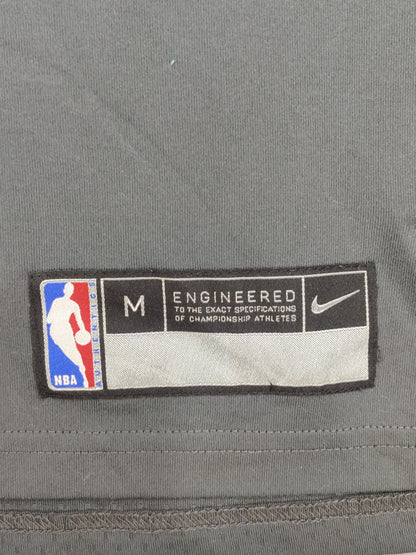 NBA
AUTHENTICS
M
ENGINEERED
TO THE EXACT SPECIFICATIONS
OF CHAMPIONSHIP ATHLETES